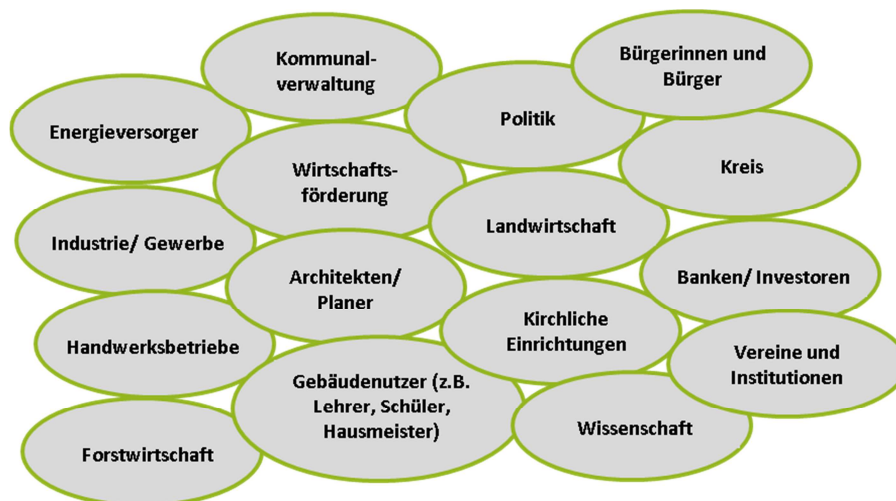 Kommunal-
verwaltung
Bürgerinnen und
Bürger
Energieversorger
Politik
Wirtschafts-
förderung
Kreis
Industrie/ Gewerbe
Landwirtschaft
Architekten/
Planer
Banken/ Investoren
Handwerksbetriebe
Kirchliche
Einrichtungen
Vereine und
Institutionen
Gebäudenutzer (z.B.
Lehrer, Schüler,
Hausmeister)
Wissenschaft
Forstwirtschaft